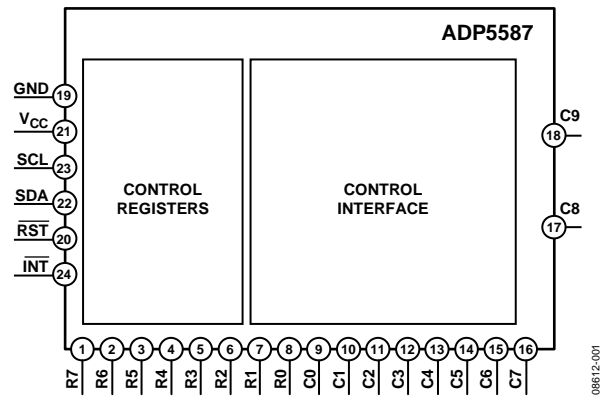 ADP5587
GND
19
VCC
21
SCL
23
SDA
22
RST
20
INT
24
CONTROL
REGISTERS
CONTROL
INTERFACE
C9
18
C8
17
1 2 3 4 5 6 7 8 9 10 11 12 13 14 15 16
R7 R6 R5 R4 R3 R2 R1 R0 C0 C1 C2 C3 C4 C5 C6 C7
08612-001